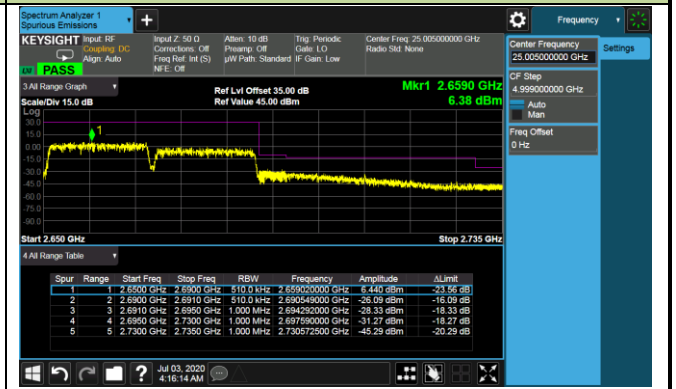 Spectrum Analyzer 1
Spurious Emissions
Frequency
KEYSIGHT
Input: RF
Coupling: DC
Align: Auto
Input Z: 50 Ω
Corrections: Off
Freq Ref: Int (S)
NFE: Off
Atten: 10 dB
Preamp: Off
µW Path: Standard
Trig: Periodic
Gate: LO
IF Gain: Low
Center Freq: 25.005000000 GHz
Radio Std: None
LW
PASS
Center Frequency
25.005000000 GHz
Settings
CF Step
4.999000000 GHz
Auto
Man
Freq Offset
0 Hz
3 All Range Graph
Ref Lvl Offset 35.00 dB
Mkr1 2.6590 GHz
Scale/Div 15.0 dB
Ref Value 45.00 dBm
6.38 dBm
Log
30.0
15.0
0.00
-15.0
-30.0
-45.0
-60.0
-75.0
-90.0
1
Start 2.650 GHz
Stop 2.735 GHz
4 All Range Table
Spur Range Start Freq Stop Freq RBW Frequency Amplitude ΔLimit
1 1 2.6500 GHz 2.6900 GHz 510.0 kHz 2.659020000 GHz 6.440 dBm -23.56 dB
2 2 2.6900 GHz 2.6910 GHz 510.0 kHz 2.690549000 GHz -26.09 dBm -16.09 dB
3 3 2.6910 GHz 2.6950 GHz 1.000 MHz 2.694292000 GHz -28.33 dBm -18.33 dB
4 4 2.6950 GHz 2.7300 GHz 1.000 MHz 2.697590000 GHz -31.27 dBm -18.27 dB
5 5 2.7300 GHz 2.7350 GHz 1.000 MHz 2.730572500 GHz -45.29 dBm -20.29 dB
Jul 03, 2020
4:16:14 AM